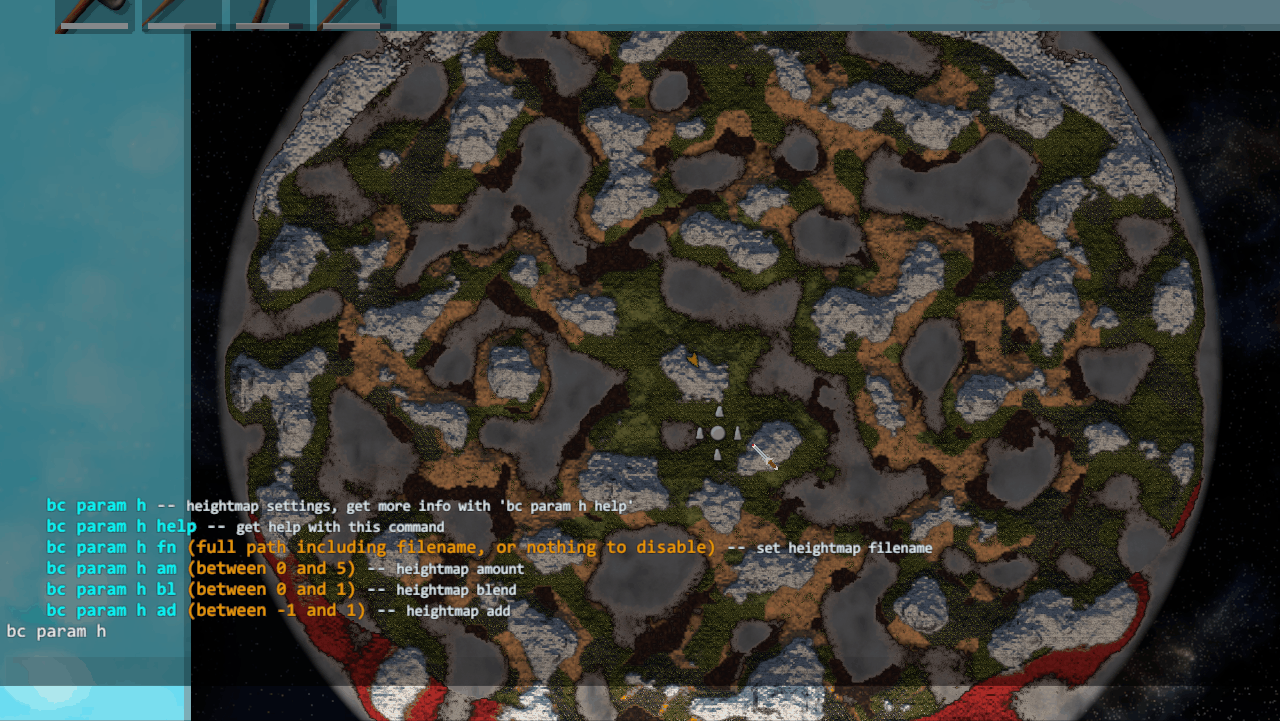 bc param h -- heightmap settings, get more info with 'bc param h help'
bc param h help -- get help with this command
bc param h fn (full path including filename, or nothing to disable) -- set heightmap filename
bc param h am (between 0 and 5) -- heightmap amount
bc param h bl (between 0 and 1) -- heightmap blend
bc param h ad (between -1 and 1) -- heightmap add
bc param h